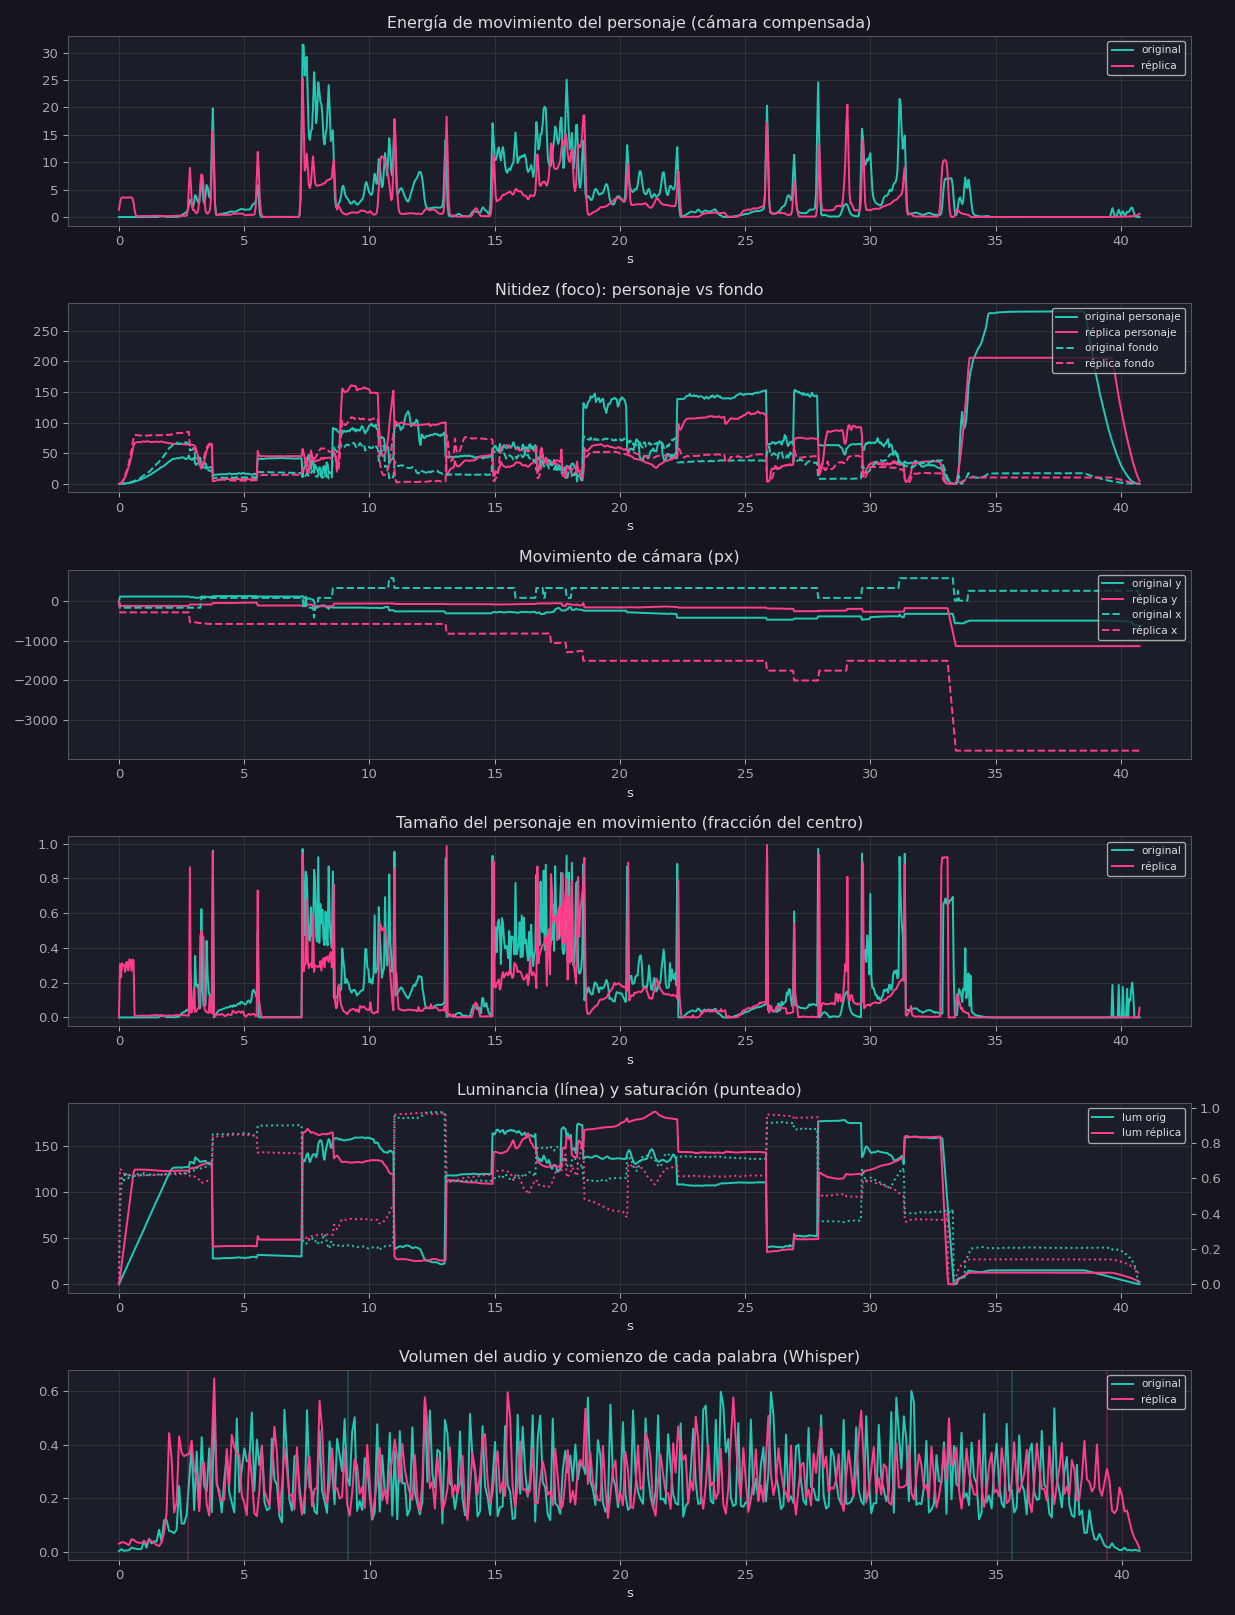 Energía de movimiento del personaje (cámara compensada)
original
réplica
30
25
20
15
10
5
0
0 5 10 15 20 25 30 35 40
s
Nitidez (foco): personaje vs fondo
original personaje
réplica personaje
original fondo
réplica fondo
250
200
150
100
50
0
0 5 10 15 20 25 30 35 40
s
Movimiento de cámara (px)
original y
réplica y
original x
réplica x
0
−1000
−2000
−3000
0 5 10 15 20 25 30 35 40
s
Tamaño del personaje en movimiento (fracción del centro)
original
réplica
1.0
0.8
0.6
0.4
0.2
0.0
0 5 10 15 20 25 30 35 40
s
Luminancia (línea) y saturación (punteado)
lum orig
lum réplica
150
100
50
0
1.0
0.8
0.6
0.4
0.2
0.0
0 5 10 15 20 25 30 35 40
s
Volumen del audio y comienzo de cada palabra (Whisper)
original
réplica
0.6
0.4
0.2
0.0
0 5 10 15 20 25 30 35 40
s